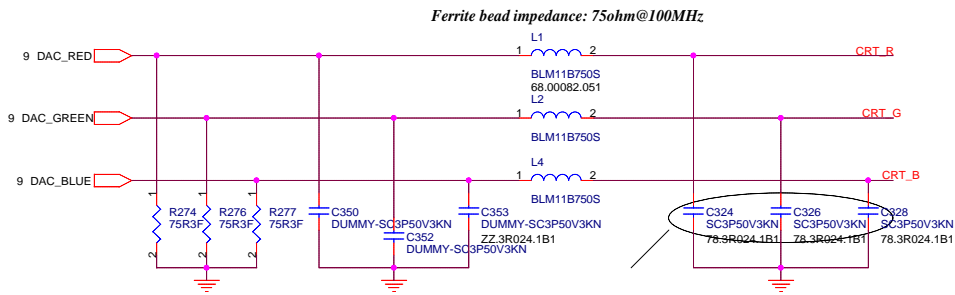 Ferrite bead impedance: 75ohm@100MHz
L1
9 DAC_RED
1
2
CRT_R
BLM11B750S
68.00082.051
L2
9 DAC_GREEN
1
2
CRT_G
BLM11B750S
L4
9 DAC_BLUE
1
2
CRT_B
BLM11B750S
1
1
1
R274
R276
R277
C350
C353
C324
C326
C328
75R3F
75R3F
75R3F
DUMMY-SC3P50V3KN
DUMMY-SC3P50V3KN
SC3P50V3KN
SC3P50V3KN
SC3P50V3KN
C352
ZZ.3R024.1B1
78.3R024.1B1
78.3R024.1B1
78.3R024.1B1
DUMMY-SC3P50V3KN
2
2
2